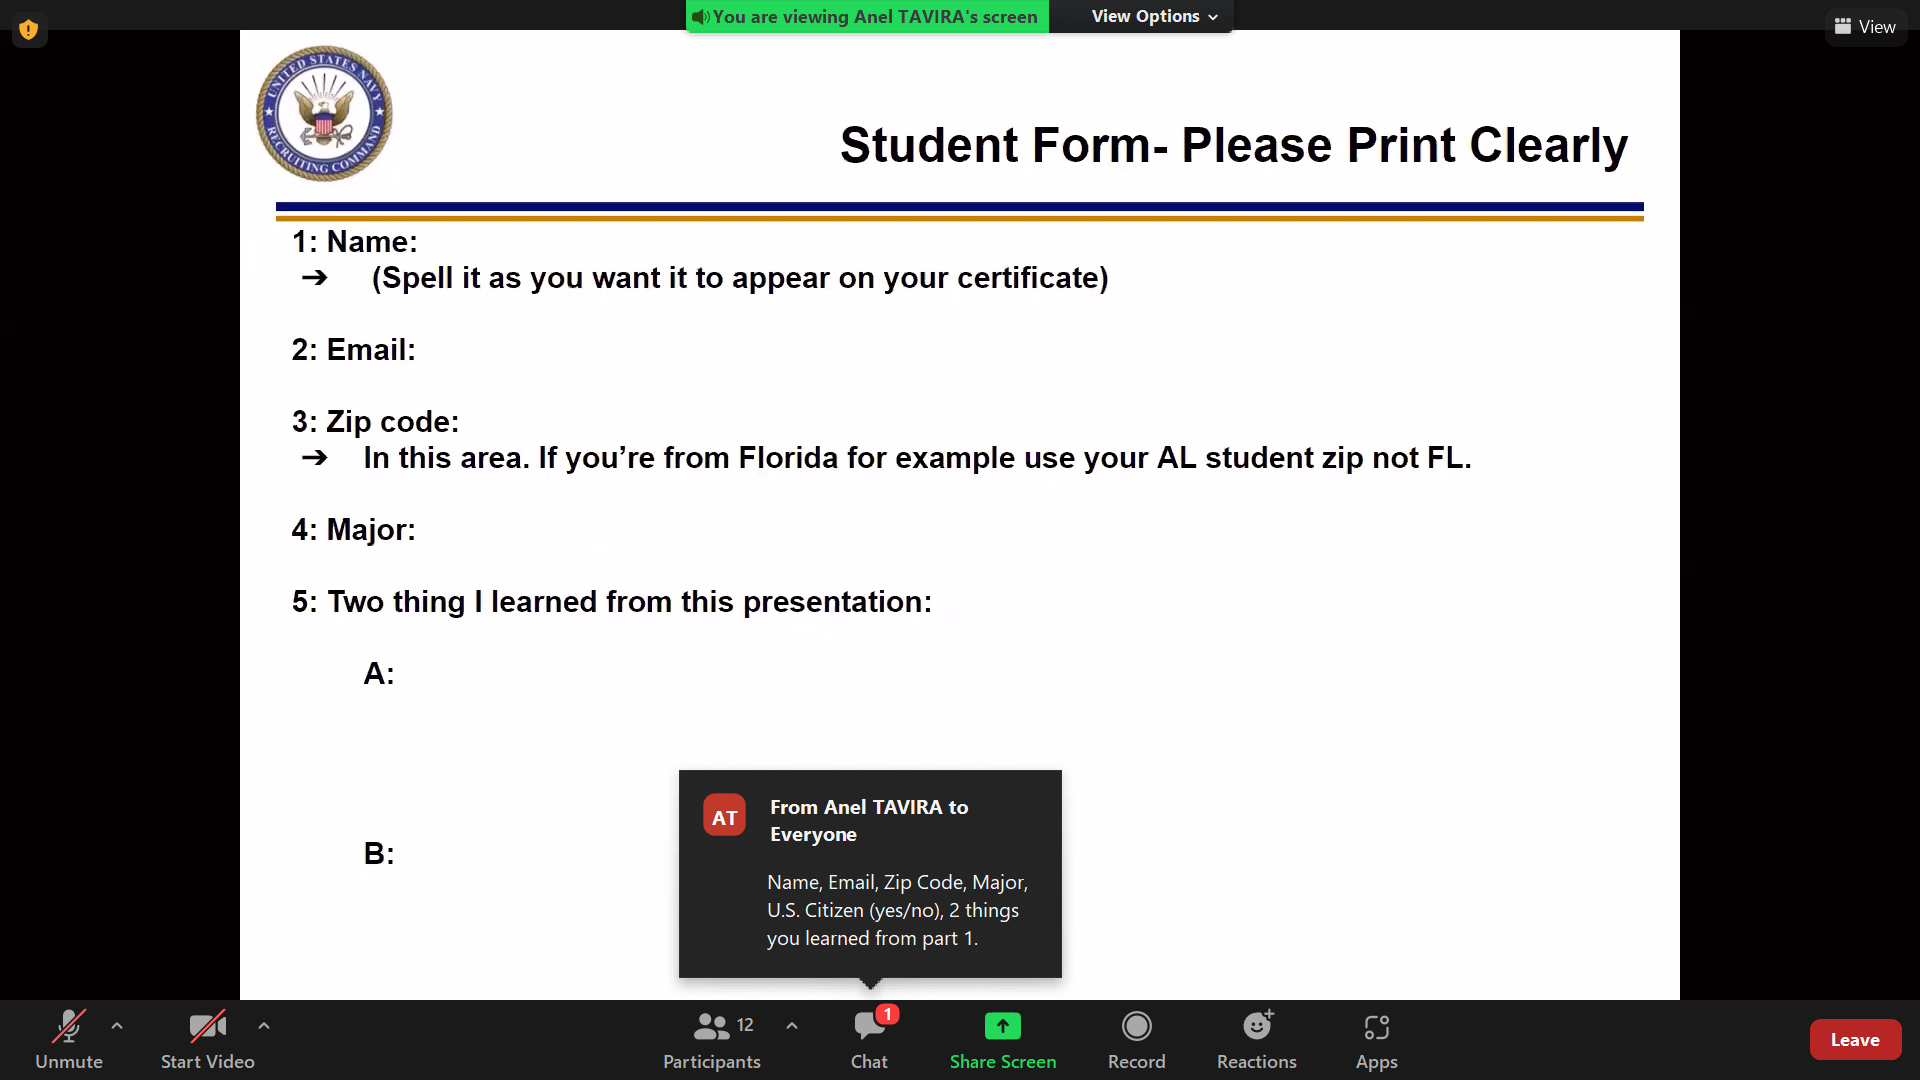 You are viewing Anel TAVIRA's screen
View Options
View
UNITED STATES NAVY
RECRUITING COMMAND
Student Form- Please Print Clearly
1: Name:
➔ (Spell it as you want it to appear on your certificate)
2: Email:
3: Zip code:
➔ In this area. If you’re from Florida for example use your AL student zip not FL.
4: Major:
5: Two thing I learned from this presentation:
A:
B:
AT
From Anel TAVIRA to
Everyone
Name, Email, Zip Code, Major,
U.S. Citizen (yes/no), 2 things
you learned from part 1.
Unmute
Start Video
12
Participants
1
Chat
Share Screen
Record
Reactions
Apps
Leave